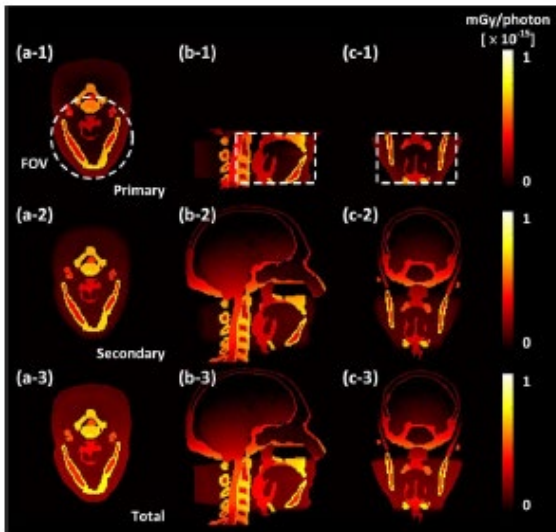 mGy/photon
[ × 10⁻¹⁵]
(a-1) (b-1) (c-1) 1
FOV
Primary 0
(a-2) (b-2) (c-2) 1
Secondary 0
(a-3) (b-3) (c-3) 1
Total 0